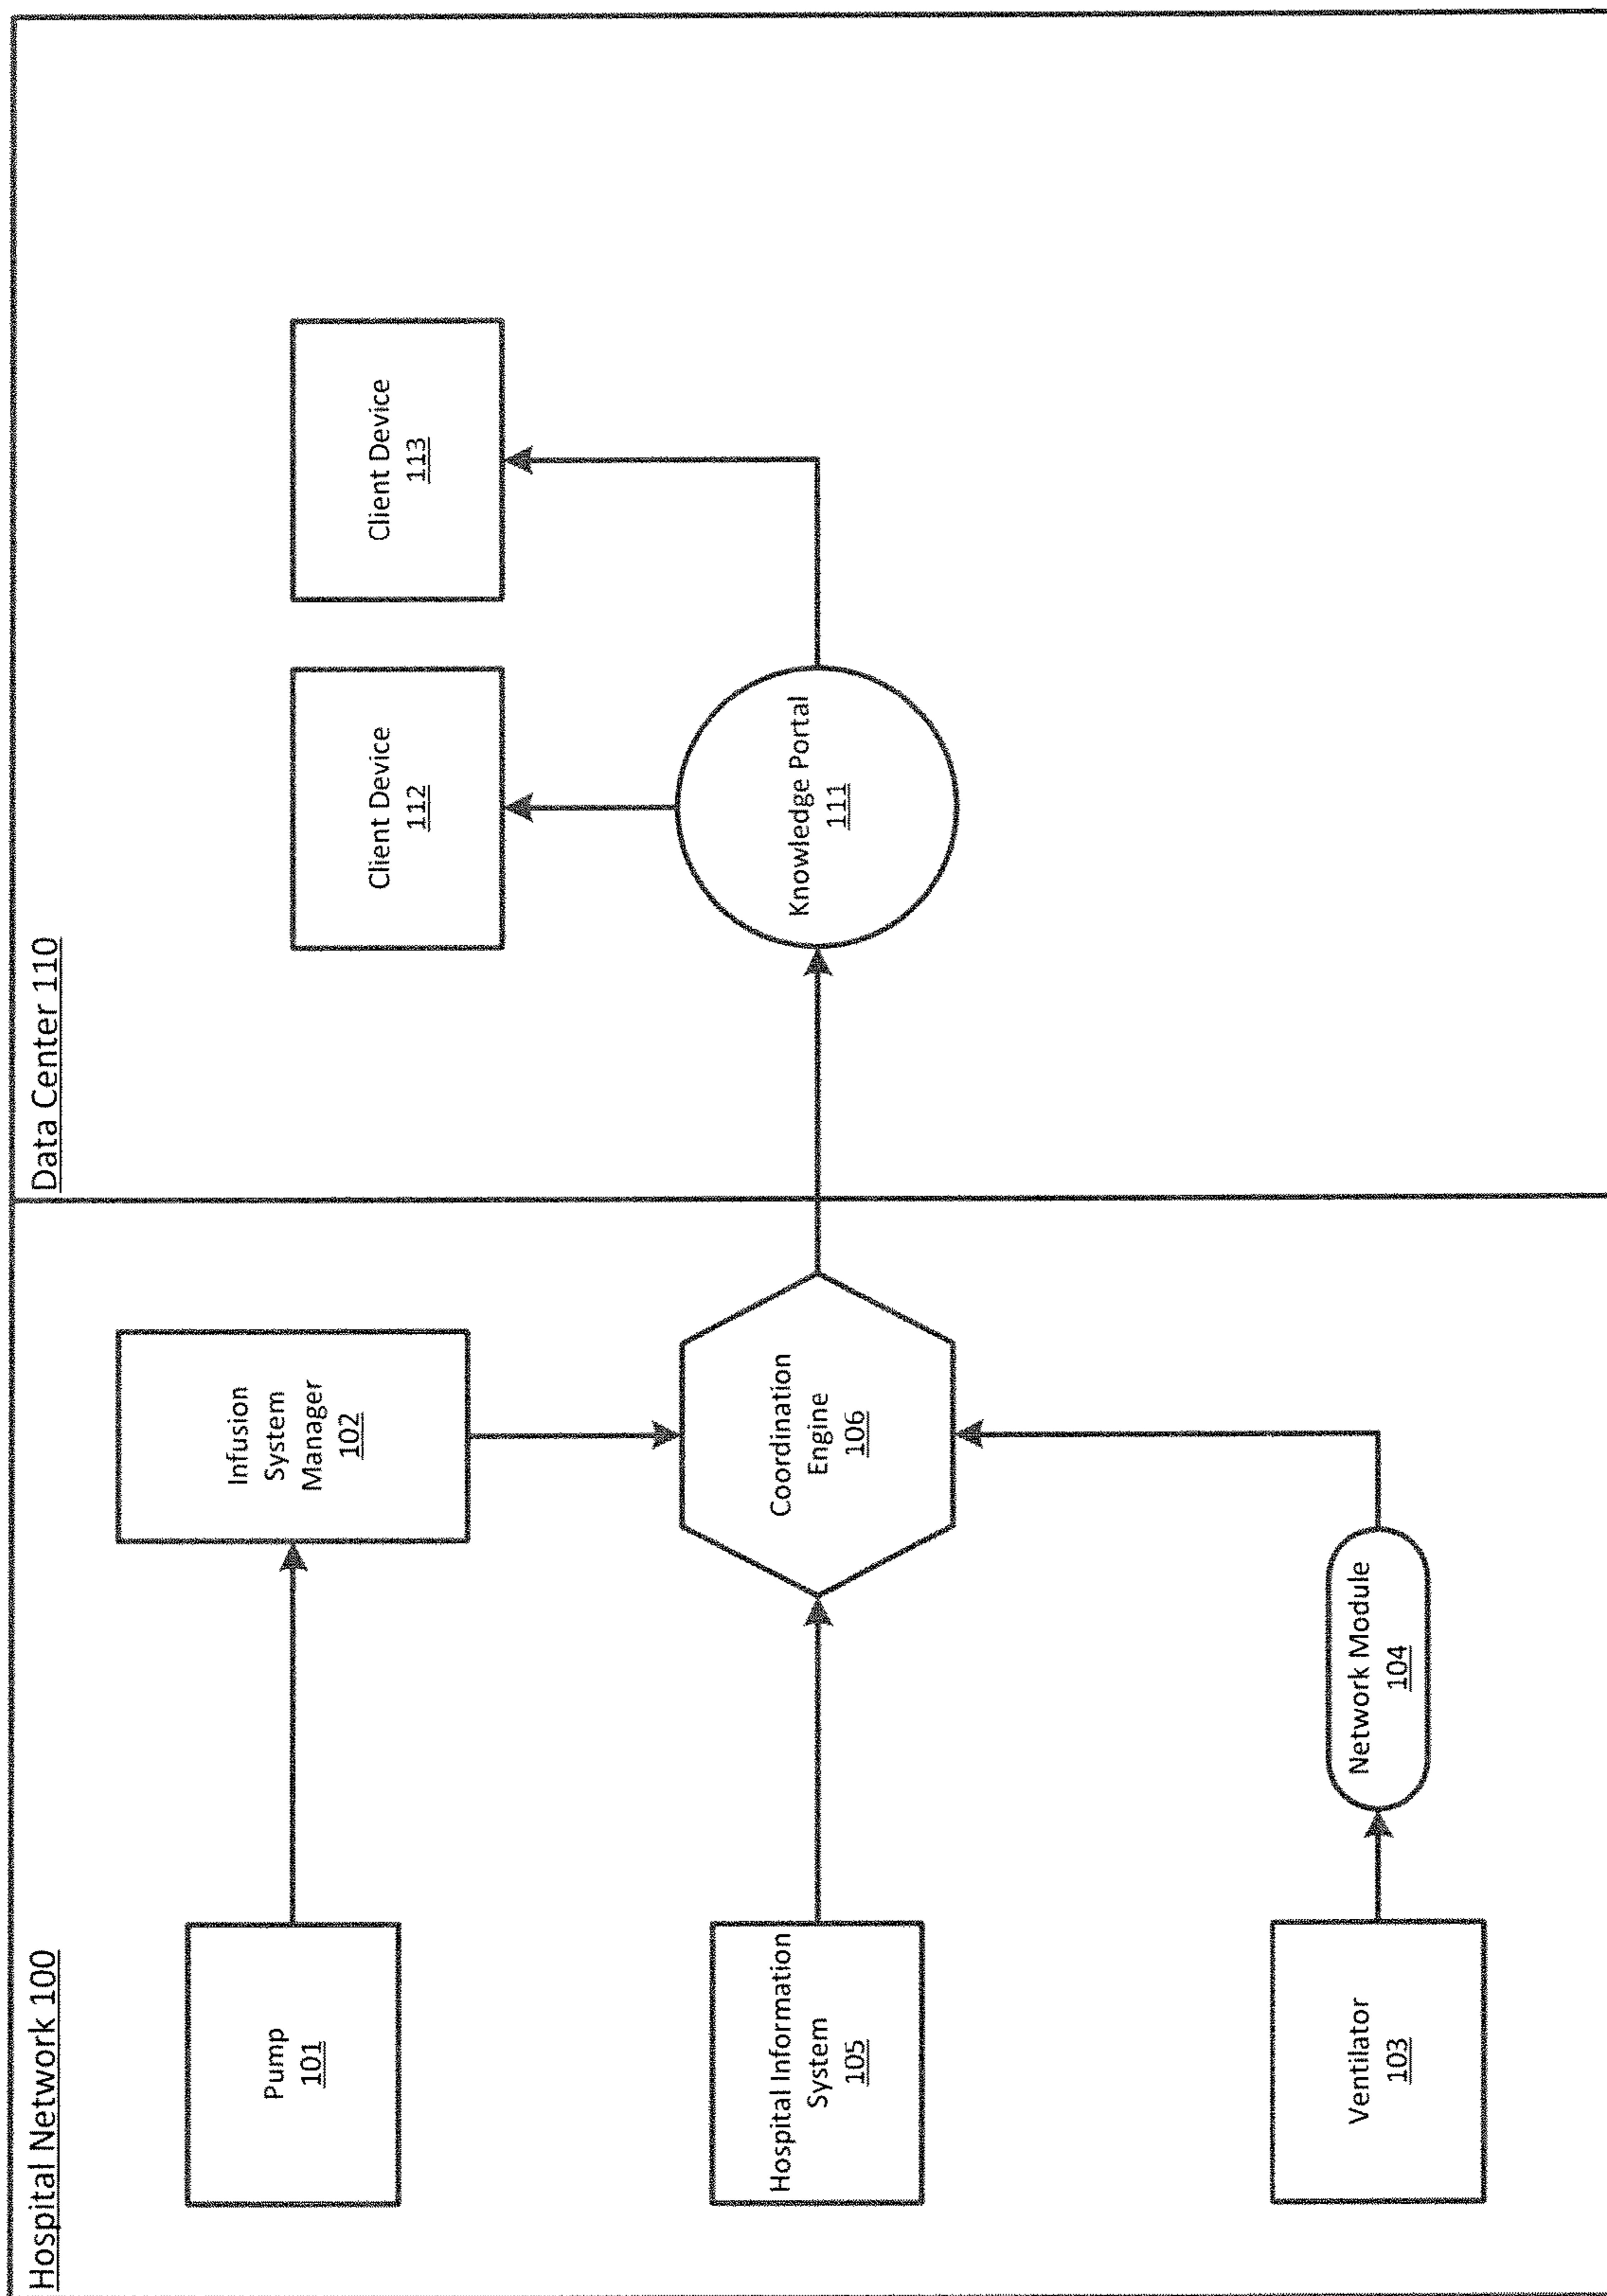 Hospital Network 100
Pump
101
Infusion
System
Manager
102
Hospital Information
System
105
Coordination
Engine
106
Ventilator
103
Network Module
104
Data Center 110
Client Device
112
Client Device
113
Knowledge Portal
111